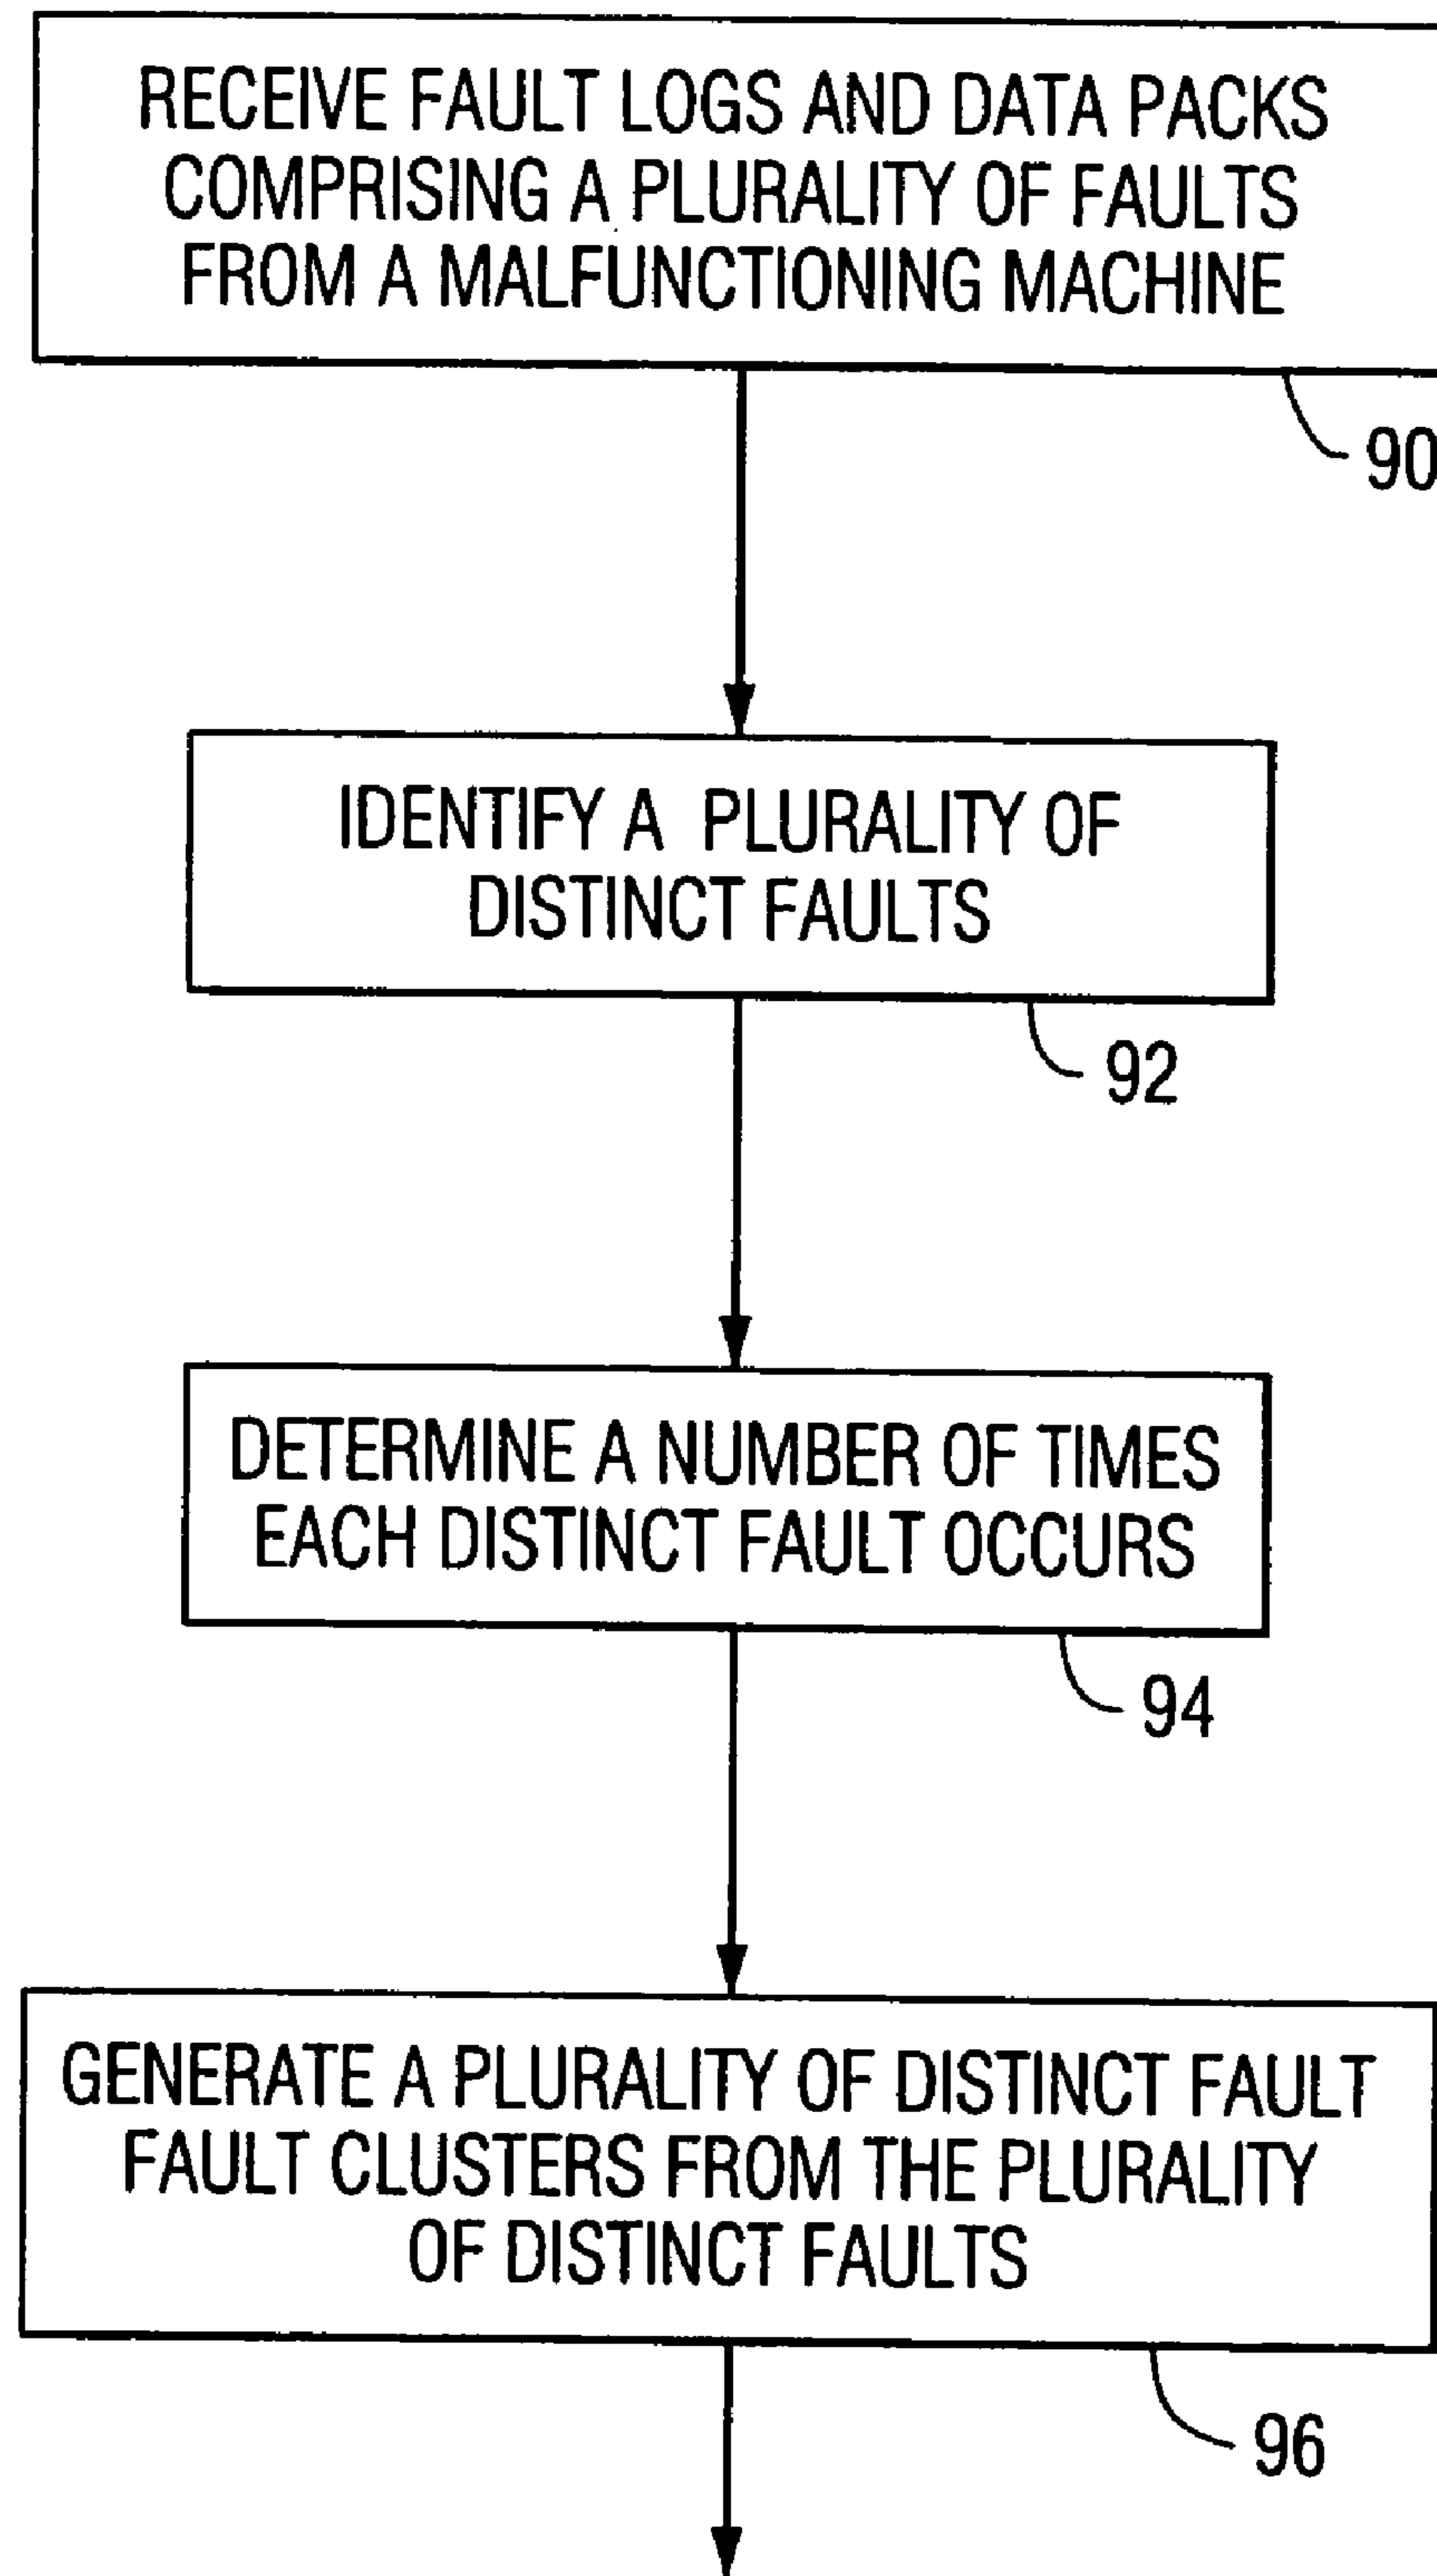 RECEIVE FAULT LOGS AND DATA PACKS
COMPRISING A PLURALITY OF FAULTS
FROM A MALFUNCTIONING MACHINE
90
IDENTIFY A PLURALITY OF
DISTINCT FAULTS
92
DETERMINE A NUMBER OF TIMES
EACH DISTINCT FAULT OCCURS
94
GENERATE A PLURALITY OF DISTINCT FAULT
FAULT CLUSTERS FROM THE PLURALITY
OF DISTINCT FAULTS
96